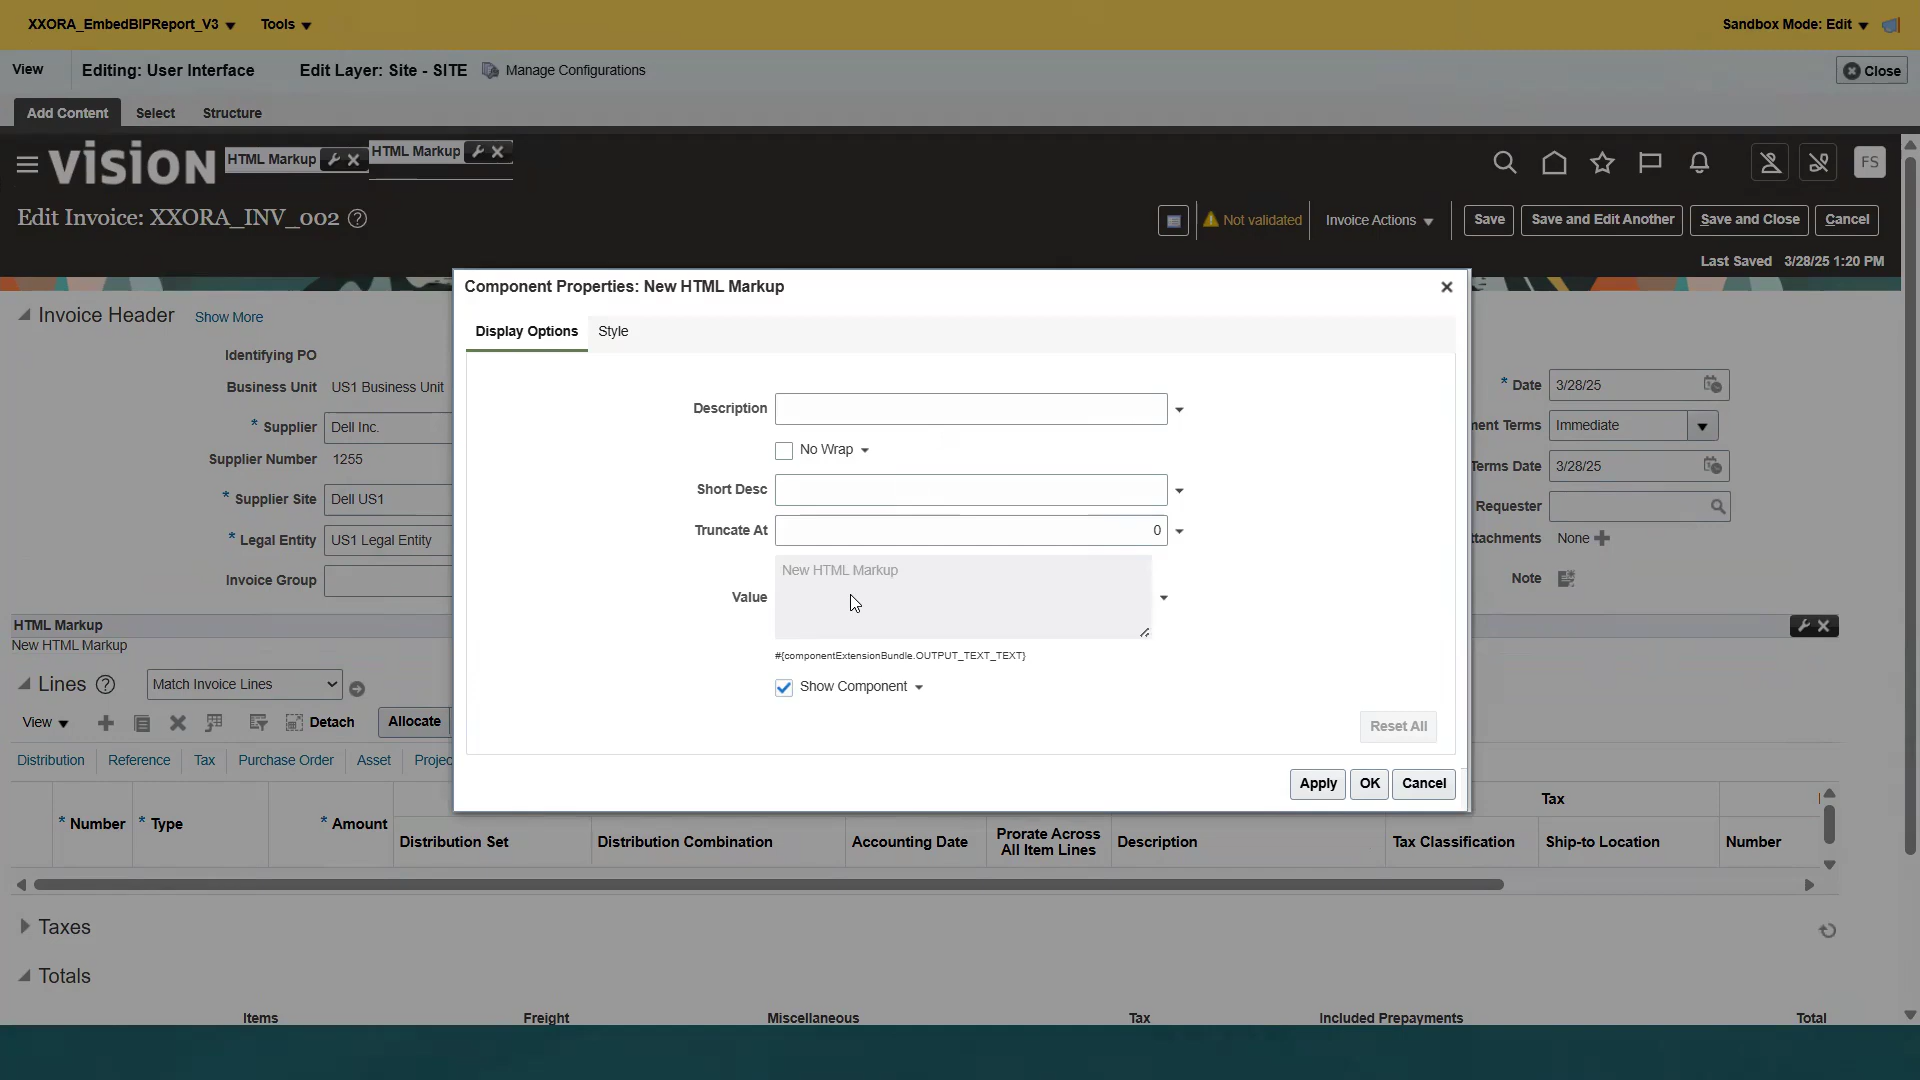 XXORA_EmbedBIPReport_V3 Tools Sandbox Mode: Edit
View Editing: User Interface Edit Layer: Site - SITE Manage Configurations Close
Add Content Select Structure
vision HTML Markup HTML Markup FS
Edit Invoice: XXORA_INV_002 Not validated Invoice Actions Save Save and Edit Another Save and Close Cancel
Last Saved 3/28/25 1:20 PM
Component Properties: New HTML Markup
Display Options Style
Description
No Wrap
Short Desc
Truncate At 0
Value New HTML Markup
#{componentExtensionBundle.OUTPUT_TEXT_TEXT}
Show Component
Reset All
Apply OK Cancel
Invoice Header Show More
Identifying PO
Business Unit US1 Business Unit
* Supplier Dell Inc.
Supplier Number 1255
* Supplier Site Dell US1
* Legal Entity US1 Legal Entity
Invoice Group
* Date 3/28/25
ment Terms Immediate
Terms Date 3/28/25
Requester
ttachments None
Note
HTML Markup
New HTML Markup
Lines Match Invoice Lines
View Detach Allocate
Distribution Reference Tax Purchase Order Asset Projec
* Number * Type * Amount Tax
Distribution Set Distribution Combination Accounting Date Prorate Across
All Item Lines Description Tax Classification Ship-to Location Number
Taxes
Totals
Items Freight Miscellaneous Tax Included Prepayments Total